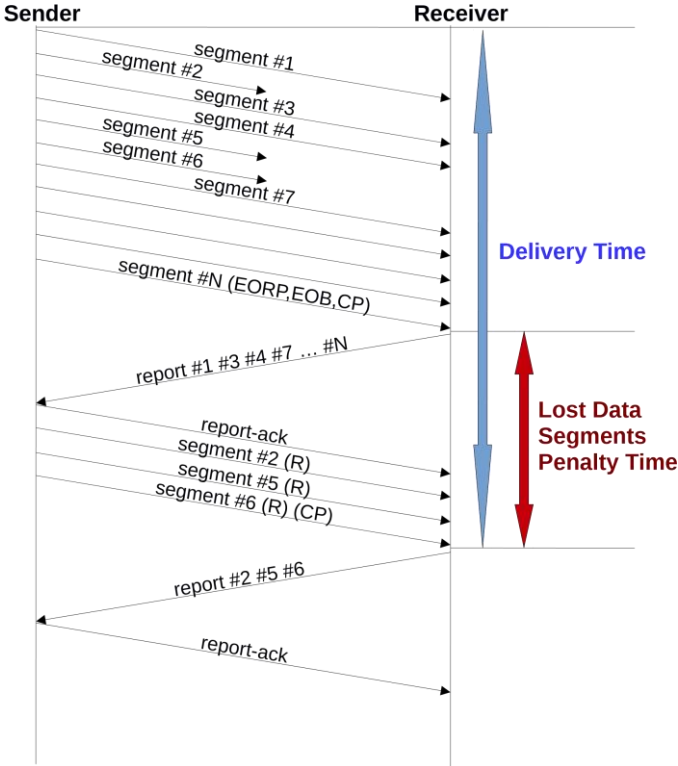 Sender
Receiver
segment #1
segment #2
segment #3
segment #4
segment #5
segment #6
segment #7
Delivery Time
segment #N (EORP,EOB,CP)
report #1 #3 #4 #7 … #N
report-ack
segment #2 (R)
segment #5 (R)
segment #6 (R) (CP)
Lost Data
Segments
Penalty Time
report #2 #5 #6
report-ack